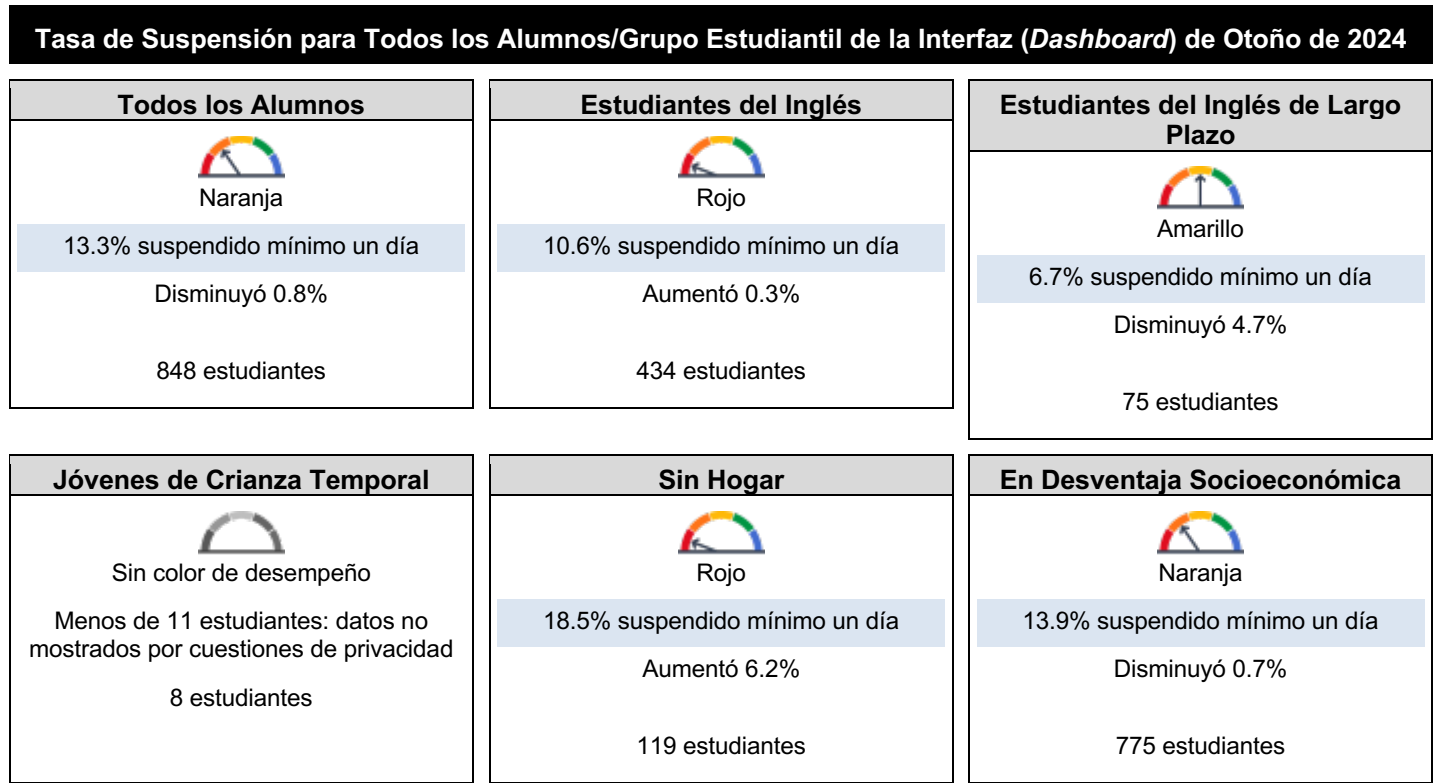 Tasa de Suspensión para Todos los Alumnos/Grupo Estudiantil de la Interfaz (Dashboard) de Otoño de 2024
Todos los Alumnos
Naranja
13.3% suspendido mínimo un día
Disminuyó 0.8%
848 estudiantes
Estudiantes del Inglés
Rojo
10.6% suspendido mínimo un día
Aumentó 0.3%
434 estudiantes
Estudiantes del Inglés de Largo
Plazo
Amarillo
6.7% suspendido mínimo un día
Disminuyó 4.7%
75 estudiantes
Jóvenes de Crianza Temporal
Sin color de desempeño
Menos de 11 estudiantes: datos no
mostrados por cuestiones de privacidad
8 estudiantes
Sin Hogar
Rojo
18.5% suspendido mínimo un día
Aumentó 6.2%
119 estudiantes
En Desventaja Socioeconómica
Naranja
13.9% suspendido mínimo un día
Disminuyó 0.7%
775 estudiantes